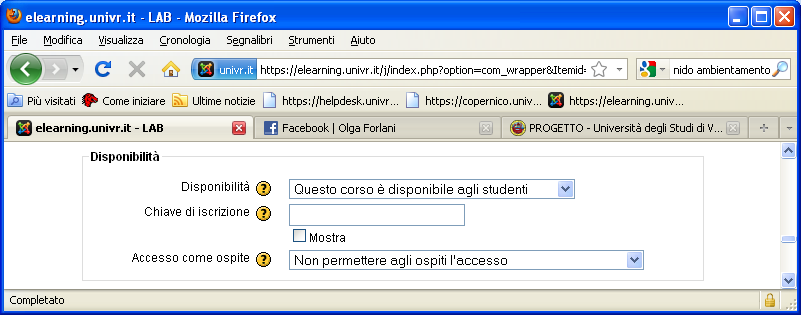 elearning.univr.it - LAB - Mozilla Firefox
File Modifica Visualizza Cronologia Segnalibri Strumenti Aiuto
univr.it https://elearning.univr.it/j/index.php?option=com_wrapper&Itemid= nido ambientamento
Più visitati Come iniziare Ultime notizie https://helpdesk.univr... https://copernico.univ... https://elearning.univ...
elearning.univr.it - LAB Facebook | Olga Forlani PROGETTO - Università degli Studi di V...
Disponibilità
Disponibilità ? Questo corso è disponibile agli studenti
Chiave di iscrizione ?
Mostra
Accesso come ospite ? Non permettere agli ospiti l'accesso
Completato